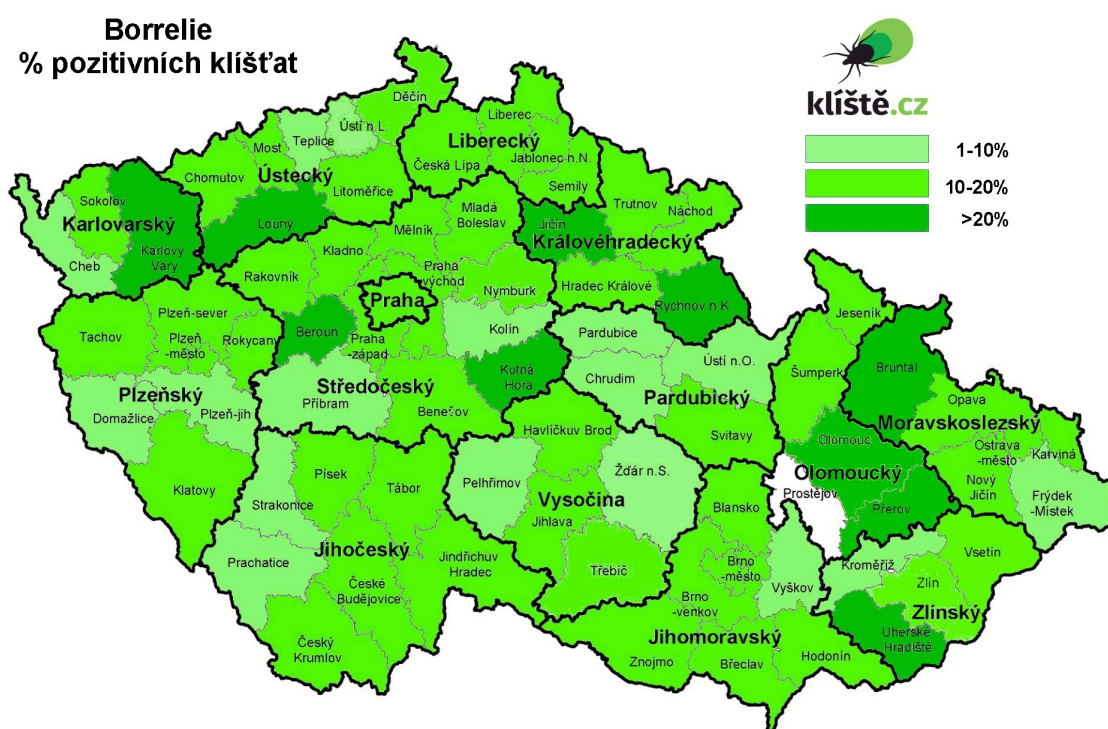 Borrelie
% pozitivních klíšťat
klíště.cz
1-10%
10-20%
>20%
Děčín
Ústí n.L.
Teplice
Most
Chomutov
Ústecký
Litoměřice
Louny
Liberec
Liberecký
Česká Lípa
Jablonec n.N.
Semily
Sokolov
Karlovarský
Karlovy
Vary
Cheb
Trutnov
Náchod
Jičín
Královéhradecký
Hradec Králové
Rychnov n.K
Mladá
Boleslav
Mělník
Kladno
Rakovník
Praha
východ
Nymburk
Praha
Kolín
Beroun
Praha
-západ
Kutná
Hora
Středočeský
Příbram
Benešov
Plzeň-sever
Tachov
Plzeň
-město
Rokycany
Plzeňský
Domažlice
Plzeň-jih
Klatovy
Pardubice
Ústí n.O.
Chrudim
Pardubický
Svitavy
Jeseník
Šumperk
Bruntál
Opava
Moravskoslezský
Ostrava
-město
Karviná
Nový
Jičín
Frýdek
-Místek
Olomouc
Olomoucký
Prostějov
Přerov
Havlíčkuv Brod
Pelhřimov
Žďár n.S.
Vysočina
Jihlava
Třebíč
Písek
Tábor
Strakonice
Jihočeský
Prachatice
Jindřichuv
Hradec
České
Budějovice
Český
Krumlov
Blansko
Brno
-město
Vyškov
Brno
-venkov
Jihomoravský
Znojmo
Břeclav
Hodonín
Kroměříž
Vsetín
Zlín
Zlínský
Uherské
Hradiště